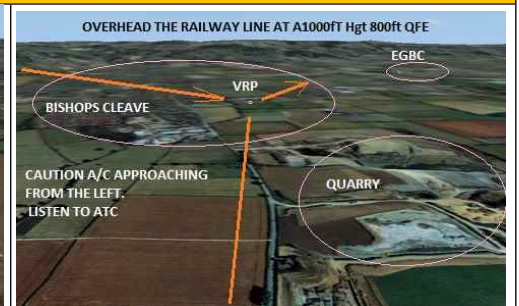 OVERHEAD THE RAILWAY LINE AT A1000fT Hgt 800ft QFE
EGBC
VRP
BISHOPS CLEAVE
CAUTION A/C APPROACHING
FROM THE LEFT.
LISTEN TO ATC
QUARRY